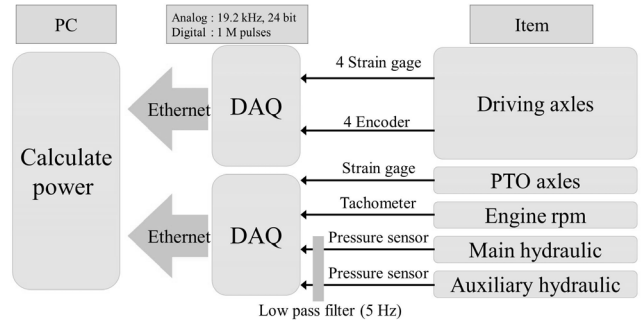 PC
Analog : 19.2 kHz, 24 bit
Digital : 1 M pulses
Item
Calculate
power
Ethernet
DAQ
4 Strain gage
4 Encoder
Driving axles
Ethernet
DAQ
Strain gage
PTO axles
Tachometer
Engine rpm
Pressure sensor
Main hydraulic
Pressure sensor
Auxiliary hydraulic
Low pass filter (5 Hz)